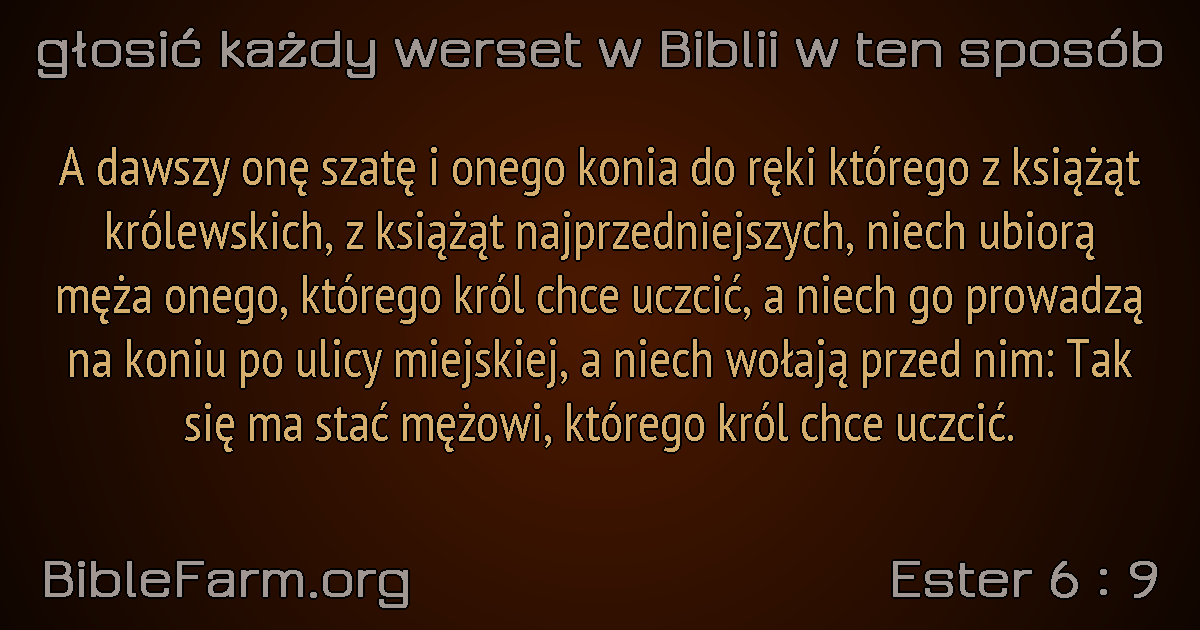 głosić każdy werset w Biblii w ten sposób
A dawszy onę szatę i onego konia do ręki którego z książąt
królewskich, z książąt najprzedniejszych, niech ubiorą
męża onego, którego król chce uczcić, a niech go prowadzą
na koniu po ulicy miejskiej, a niech wołają przed nim: Tak
się ma stać mężowi, którego król chce uczcić.
BibleFarm.org
Ester 6 : 9